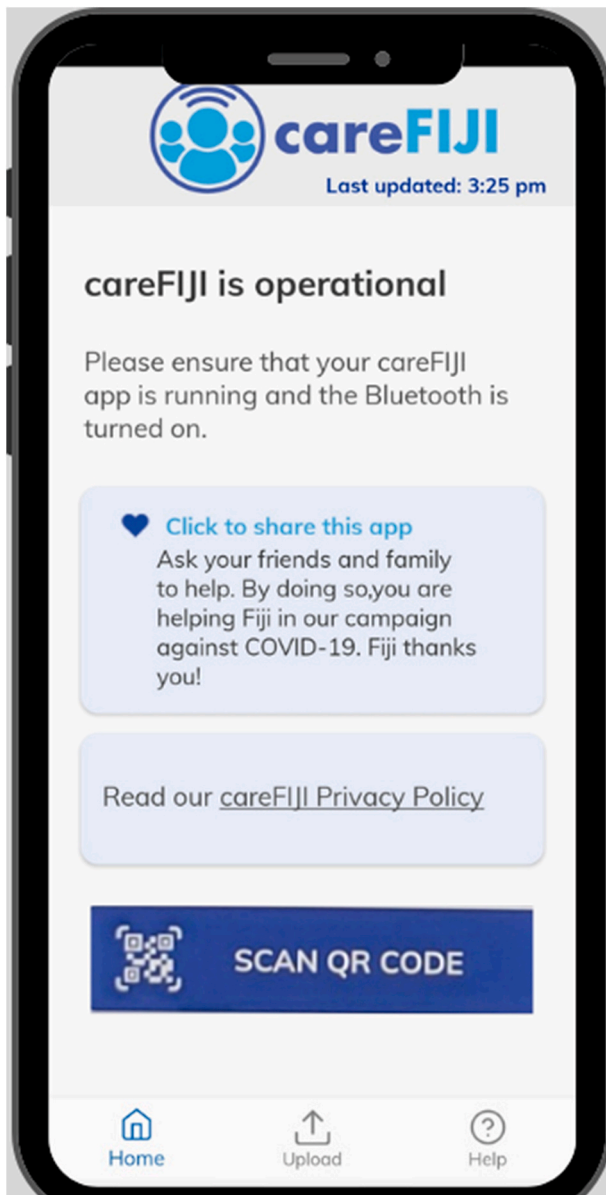 careFIJI
Last updated: 3:25 pm
careFIJI is operational
Please ensure that your careFIJI
app is running and the Bluetooth is
turned on.
Click to share this app
Ask your friends and family
to help. By doing so,you are
helping Fiji in our campaign
against COVID-19. Fiji thanks
you!
Read our careFIJI Privacy Policy
SCAN QR CODE
Home
Upload
Help